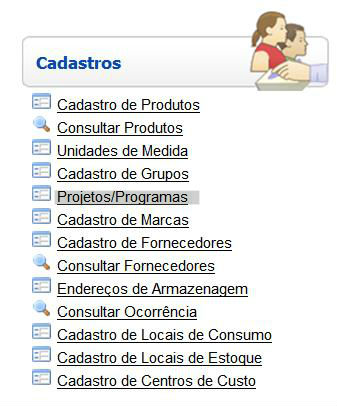 Cadastros
Cadastro de Produtos
Consultar Produtos
Unidades de Medida
Cadastro de Grupos
Projetos/Programas
Cadastro de Marcas
Cadastro de Fornecedores
Consultar Fornecedores
Endereços de Armazenagem
Consultar Ocorrência
Cadastro de Locais de Consumo
Cadastro de Locais de Estoque
Cadastro de Centros de Custo